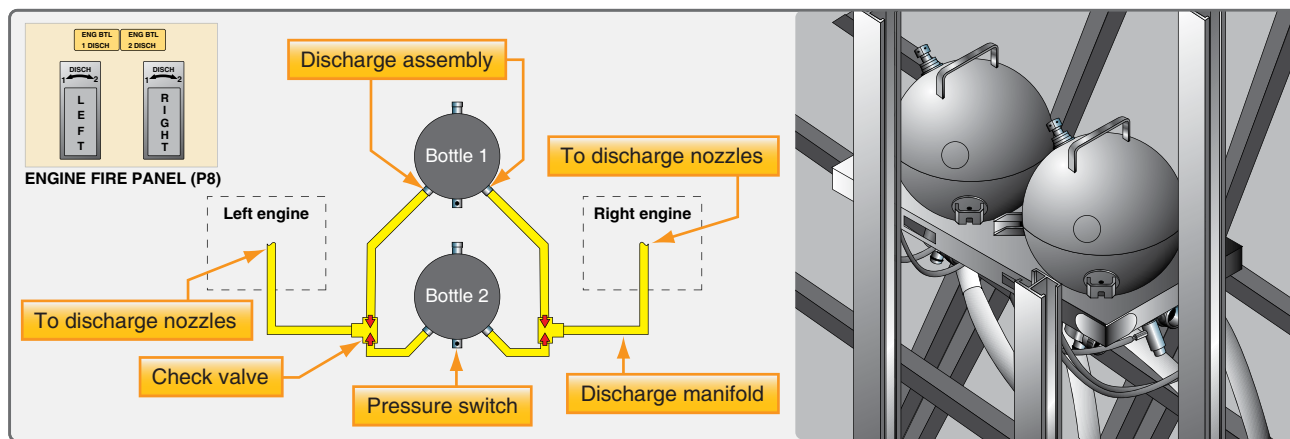 ENG BTL
1 DISCH
ENG BTL
2 DISCH
DISCH
1 2
LEFT
DISCH
1 2
RIGHT
ENGINE FIRE PANEL (P8)
Discharge assembly
Bottle 1
To discharge nozzles
Left engine
Right engine
Bottle 2
To discharge nozzles
Check valve
Pressure switch
Discharge manifold